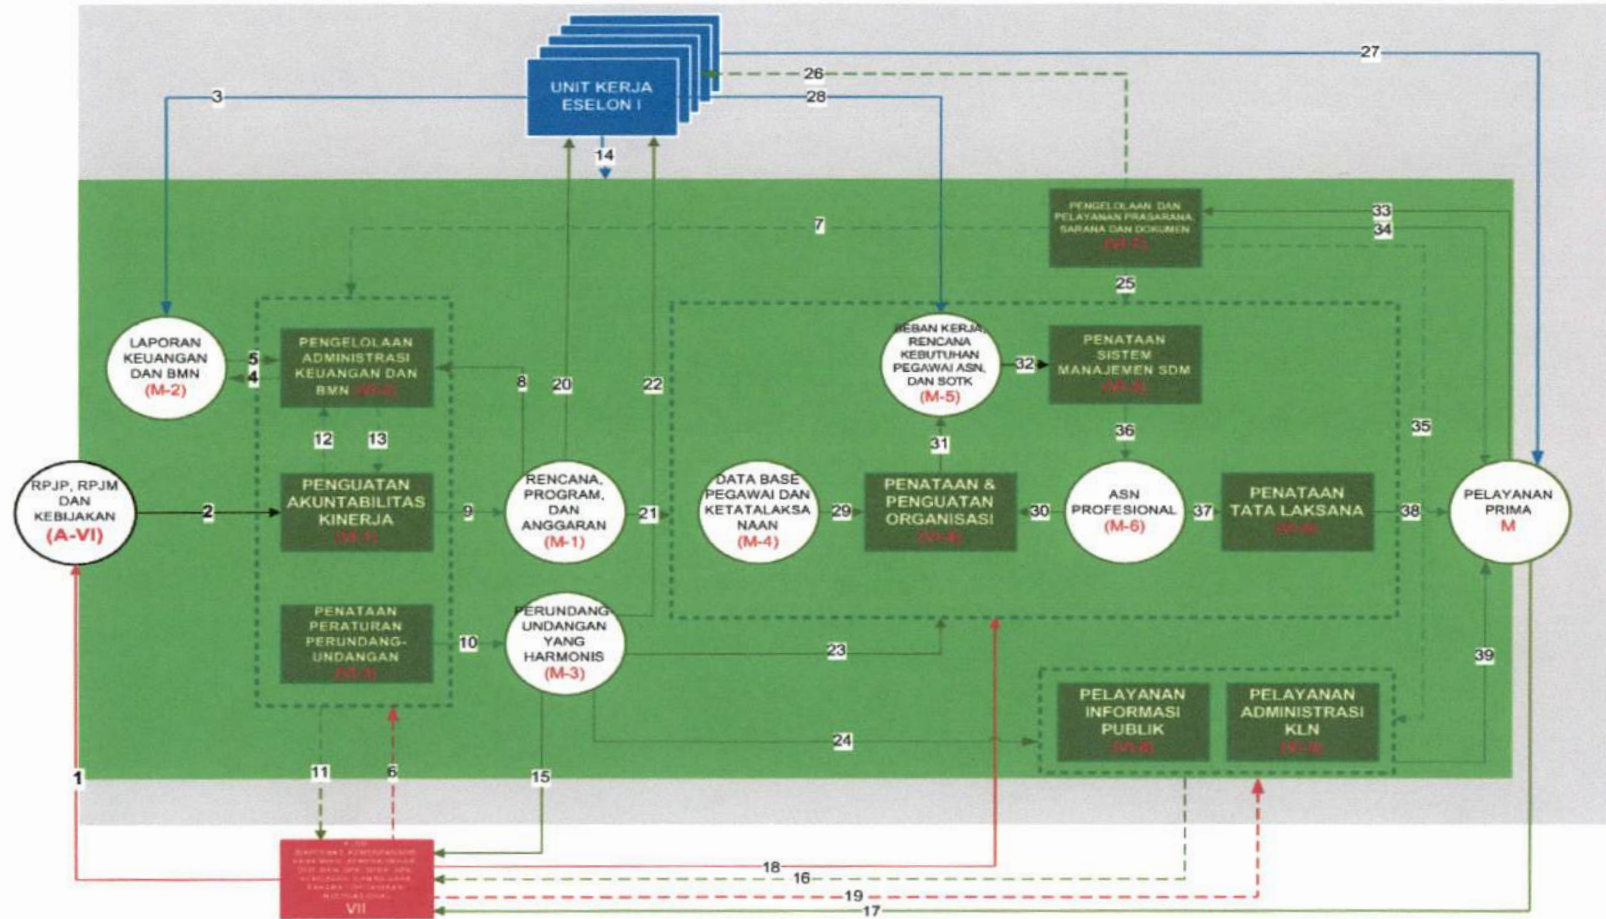 27
26
UNIT KERJA
ESELON I
3
28
14
PENGELOLAAN DAN
PELAYANAN PRASARANA,
SARANA DAN DOKUMEN
33
7
34
25
LAPORAN
KEUANGAN
DAN BMN
(M-2)
5
4
PENGELOLAAN
ADMINISTRASI
KEUANGAN DAN
BMN
8
20
22
BEBAN KERJA,
RENCANA
KEBUTUHAN
PEGAWAI ASN,
DAN SOTK
(M-5)
32
PENATAAN
SISTEM
MANAJEMEN SDM
12
13
31
36
35
RPJP, RPJM
DAN
KEBIJAKAN
(A-VI)
2
PENGUATAN
AKUNTABILITAS
KINERJA
9
RENCANA,
PROGRAM,
DAN
ANGGARAN
(M-1)
21
DATA BASE
PEGAWAI DAN
KETATALAKSA
NAAN)
(M-4)
29
PENATAAN &
PENGUATAN
ORGANISASI
30
ASN
PROFESIONAL
(M-6)
37
PENATAAN
TATA LAKSANA
38
PELAYANAN
PRIMA
M
PENATAAN
PERATURAN
PERUNDANG-
UNDANGAN
10
PERUNDANG-
UNDANGAN
YANG
HARMONIS
(M-3)
23
39
24
PELAYANAN
INFORMASI
PUBLIK
PELAYANAN
ADMINISTRASI
KLN
1
11
6
15
VII
18
16
19
17